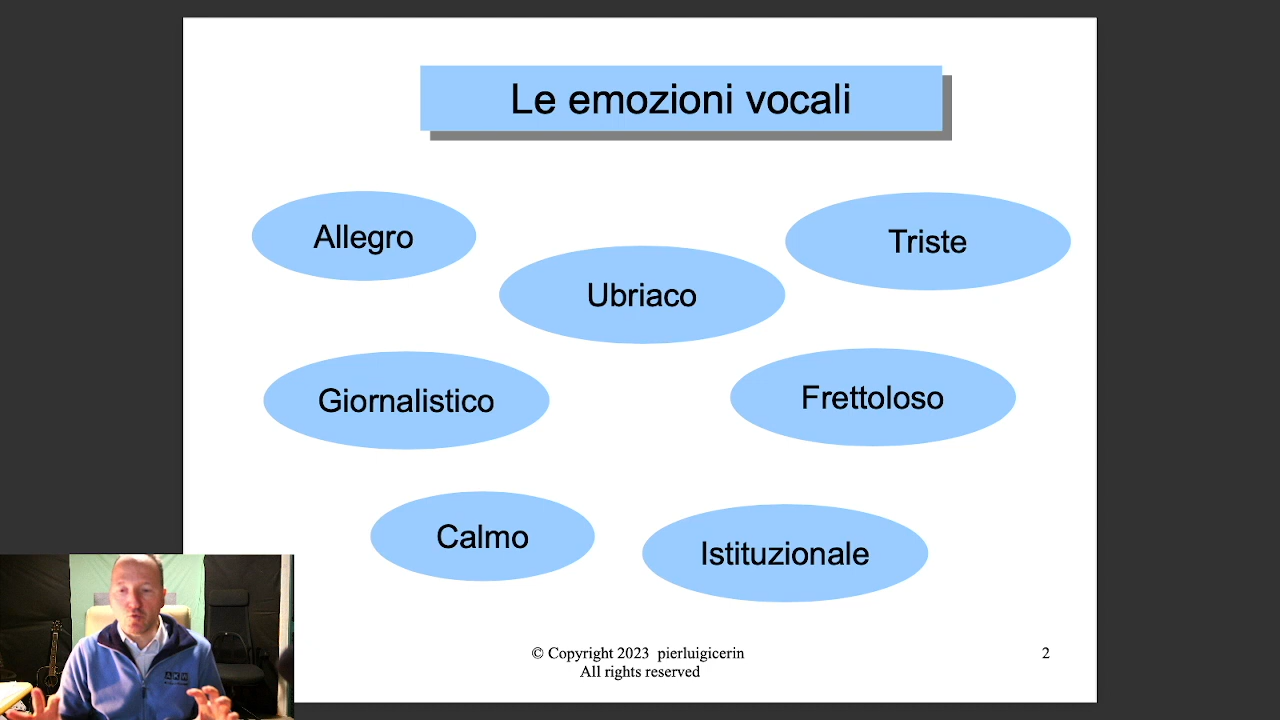 Le emozioni vocali
Allegro
Triste
Ubriaco
Giornalistico
Frettoloso
Calmo
Istituzionale
© Copyright 2023 pierluigicerin
All rights reserved
2